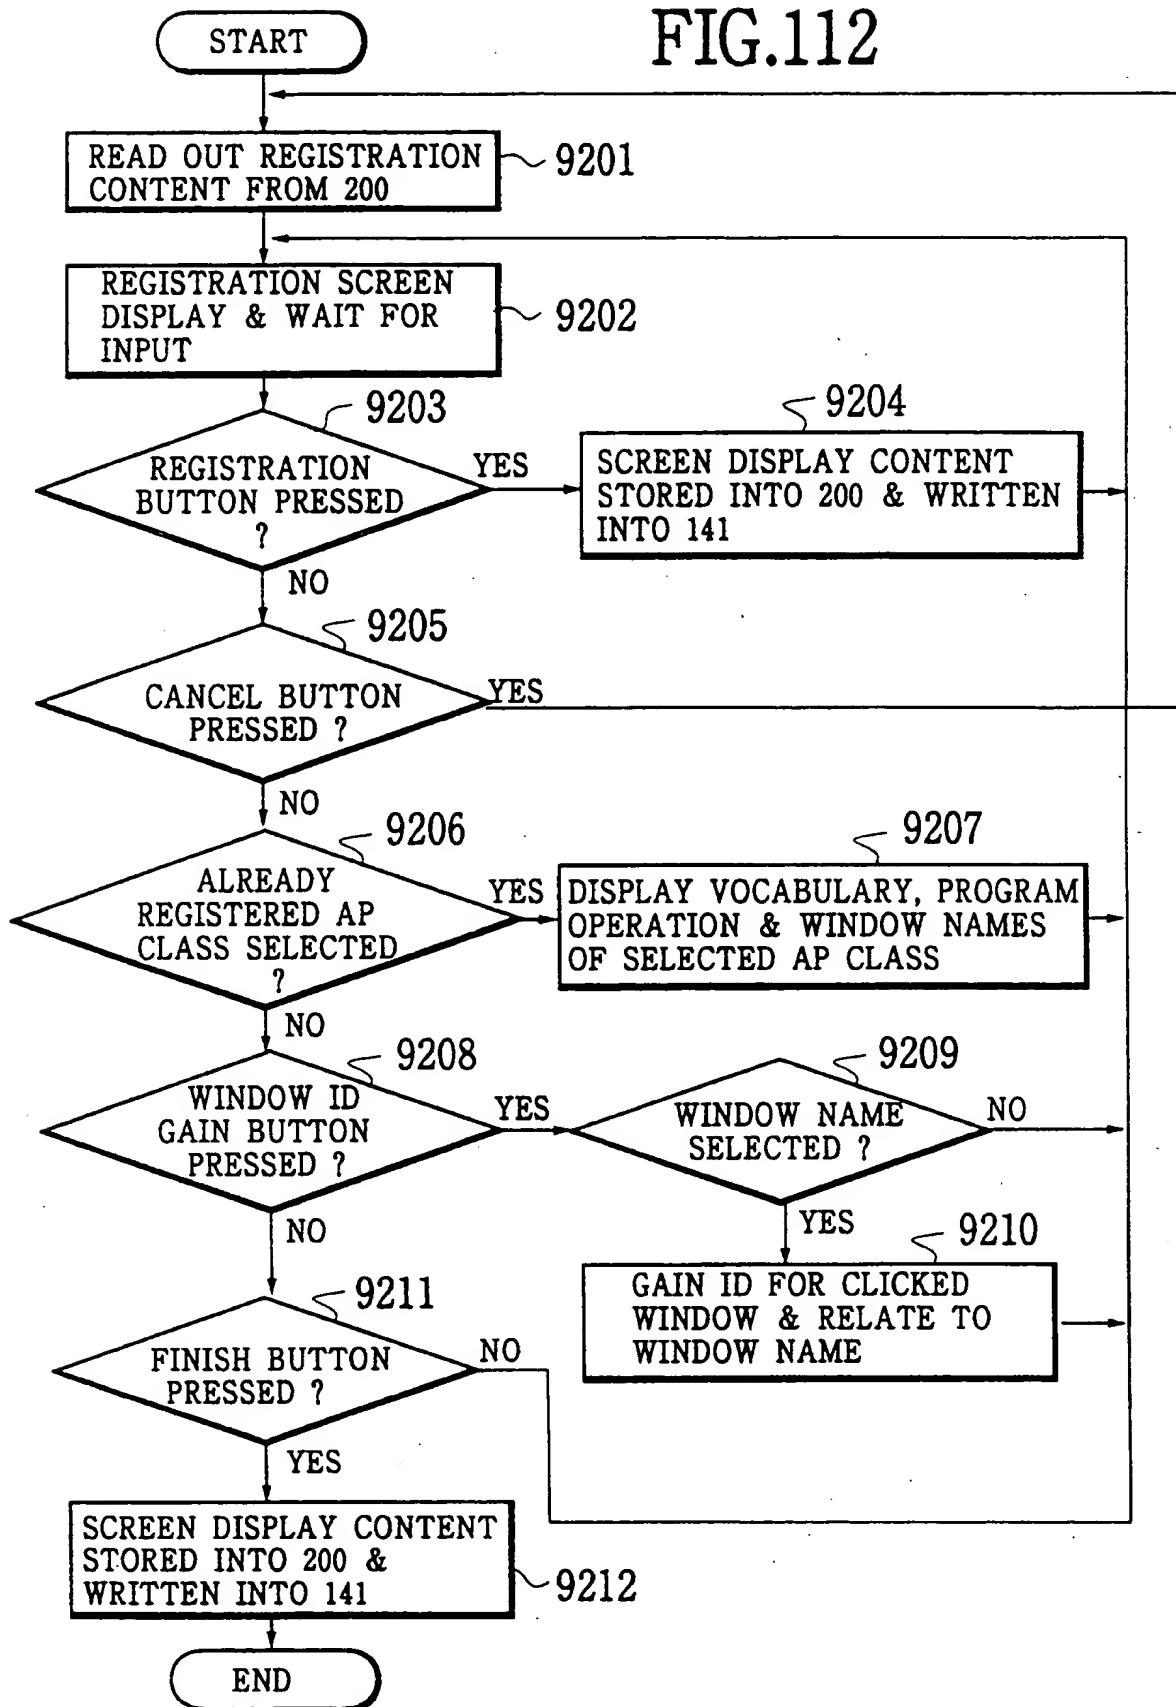 FIG.112
START
READ OUT REGISTRATION
CONTENT FROM 200
9201
REGISTRATION SCREEN
DISPLAY & WAIT FOR
INPUT
9202
9203
REGISTRATION
BUTTON PRESSED
?
YES
NO
9204
SCREEN DISPLAY CONTENT
STORED INTO 200 & WRITTEN
INTO 141
9205
CANCEL BUTTON
PRESSED ?
YES
NO
9206
ALREADY
REGISTERED AP
CLASS SELECTED
?
YES
NO
9207
DISPLAY VOCABULARY, PROGRAM
OPERATION & WINDOW NAMES
OF SELECTED AP CLASS
9208
WINDOW ID
GAIN BUTTON
PRESSED ?
YES
NO
9209
WINDOW NAME
SELECTED ?
NO
YES
9210
GAIN ID FOR CLICKED
WINDOW & RELATE TO
WINDOW NAME
9211
FINISH BUTTON
PRESSED ?
NO
YES
SCREEN DISPLAY CONTENT
STORED INTO 200 &
WRITTEN INTO 141
9212
END